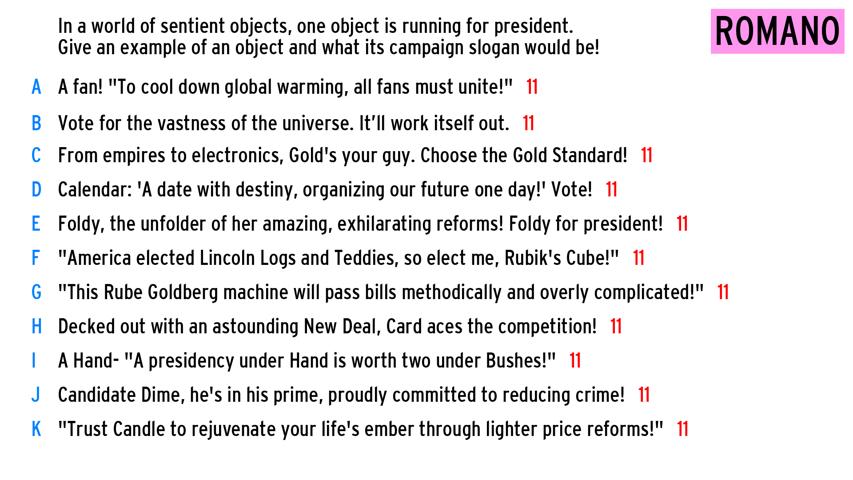 In a world of sentient objects, one object is running for president.
Give an example of an object and what its campaign slogan would be!
ROMANO
A A fan! "To cool down global warming, all fans must unite!" 11
B Vote for the vastness of the universe. It’ll work itself out. 11
C From empires to electronics, Gold's your guy. Choose the Gold Standard! 11
D Calendar: 'A date with destiny, organizing our future one day!' Vote! 11
E Foldy, the unfolder of her amazing, exhilarating reforms! Foldy for president! 11
F "America elected Lincoln Logs and Teddies, so elect me, Rubik's Cube!" 11
G "This Rube Goldberg machine will pass bills methodically and overly complicated!" 11
H Decked out with an astounding New Deal, Card aces the competition! 11
I A Hand- "A presidency under Hand is worth two under Bushes!" 11
J Candidate Dime, he's in his prime, proudly committed to reducing crime! 11
K "Trust Candle to rejuvenate your life's ember through lighter price reforms!" 11